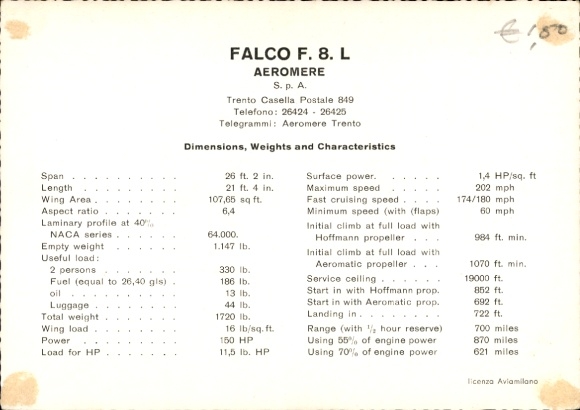 € 1,50
FALCO F. 8. L
AEROMERE
S. p. A.
Trento Casella Postale 849
Telefono: 26424 - 26425
Telegrammi: Aeromere Trento
Dimensions, Weights and Characteristics
Span . . . . . . . . . . 26 ft. 2 in.
Length . . . . . . . . . 21 ft. 4 in.
Wing Area . . . . . . . . 107,65 sq ft.
Aspect ratio . . . . . . . 6,4
Laminary profile at 40%
NACA series . . . . . . 64.000.
Empty weight . . . . . . 1.147 lb.
Useful load:
2 persons . . . . . . . 330 lb.
Fuel (equal to 26,40 gls) . 186 lb.
oil . . . . . . . . . . 13 lb.
Luggage . . . . . . . . 44 lb.
Total weight . . . . . . . 1720 lb.
Wing load . . . . . . . . 16 lb/sq.ft.
Power . . . . . . . . . 150 HP
Load for HP . . . . . . . 11,5 lb. HP
Surface power. . . . . . 1,4 HP/sq. ft
Maximum speed . . . . . 202 mph
Fast cruising speed . . . . 174/180 mph
Minimum speed (with (flaps) 60 mph
Initial climb at full load with
Hoffmann propeller . . . 984 ft. min.
Initial climb at full load with
Aeromatic propeller . . . 1070 ft. min.
Service ceiling . . . . . . 19000 ft.
Start in with Hoffmann prop. 852 ft.
Start in with Aeromatic prop. 692 ft.
Landing in . . . . . . . . 722 ft.
Range (with 1/2 hour reserve) 700 miles
Using 55% of engine power 870 miles
Using 70% of engine power 621 miles
licenza Aviamilano